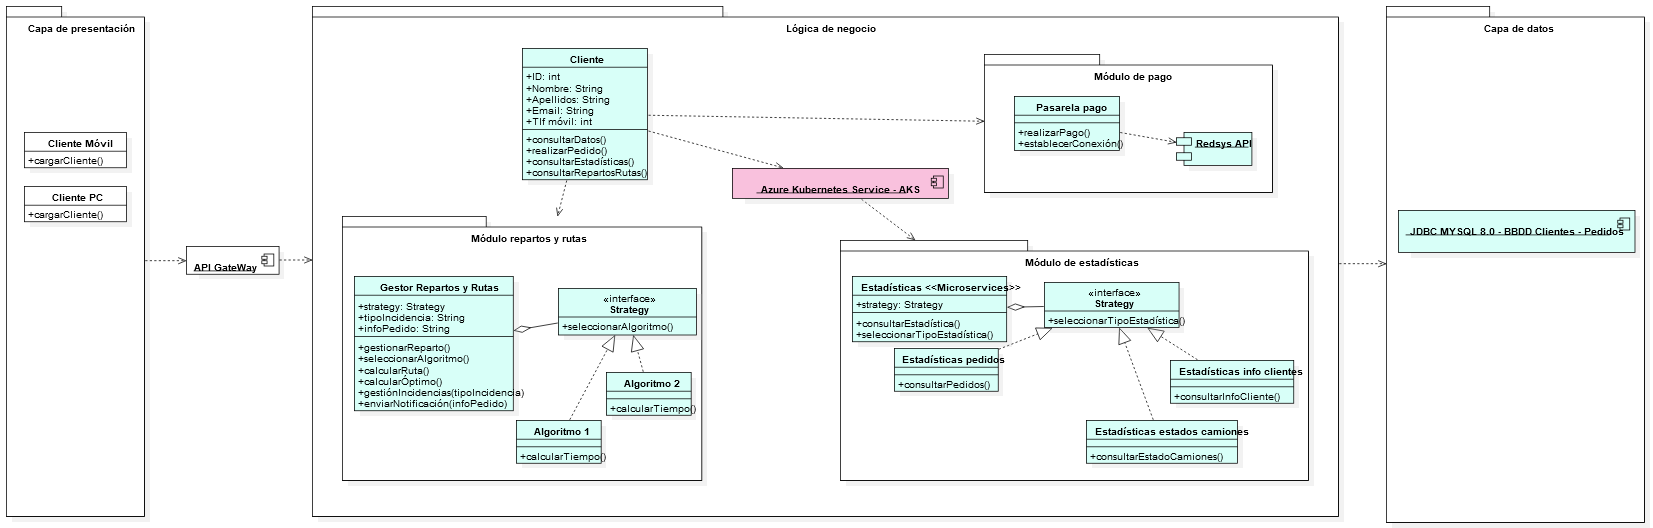 Capa de presentación
Cliente Móvil
+cargarCliente()
Cliente PC
+cargarCliente()
API GateWay
Lógica de negocio
Cliente
+ID: int
+Nombre: String
+Apellidos: String
+Email: String
+Tlf móvil: int
+consultarDatos()
+realizarPedido()
+consultarEstadísticas()
+consultarRepartosRutas()
Módulo de pago
Pasarela pago
+realizarPago()
+establecerConexión()
Redsys API
Azure Kubernetes Service - AKS
Módulo repartos y rutas
Gestor Repartos y Rutas
+strategy: Strategy
+tipoIncidencia: String
+infoPedido: String
+gestionarReparto()
+seleccionarAlgoritmo()
+calcularRuta()
+calcularÓptimo()
+gestiónIncidencias(tipoIncidencia)
+enviarNotificación(infoPedido)
«interface»
Strategy
+seleccionarAlgoritmo()
Algoritmo 2
+calcularTiempo()
Algoritmo 1
+calcularTiempo()
Módulo de estadísticas
Estadísticas <<Microservices>>
+strategy: Strategy
+consultarEstadística()
+seleccionarTipoEstadística()
«interface»
Strategy
+seleccionarTipoEstadística()
Estadísticas pedidos
+consultarPedidos()
Estadísticas info clientes
+consultarInfoCliente()
Estadísticas estados camiones
+consultarEstadoCamiones()
Capa de datos
JDBC MYSQL 8.0 - BBDD Clientes - Pedidos